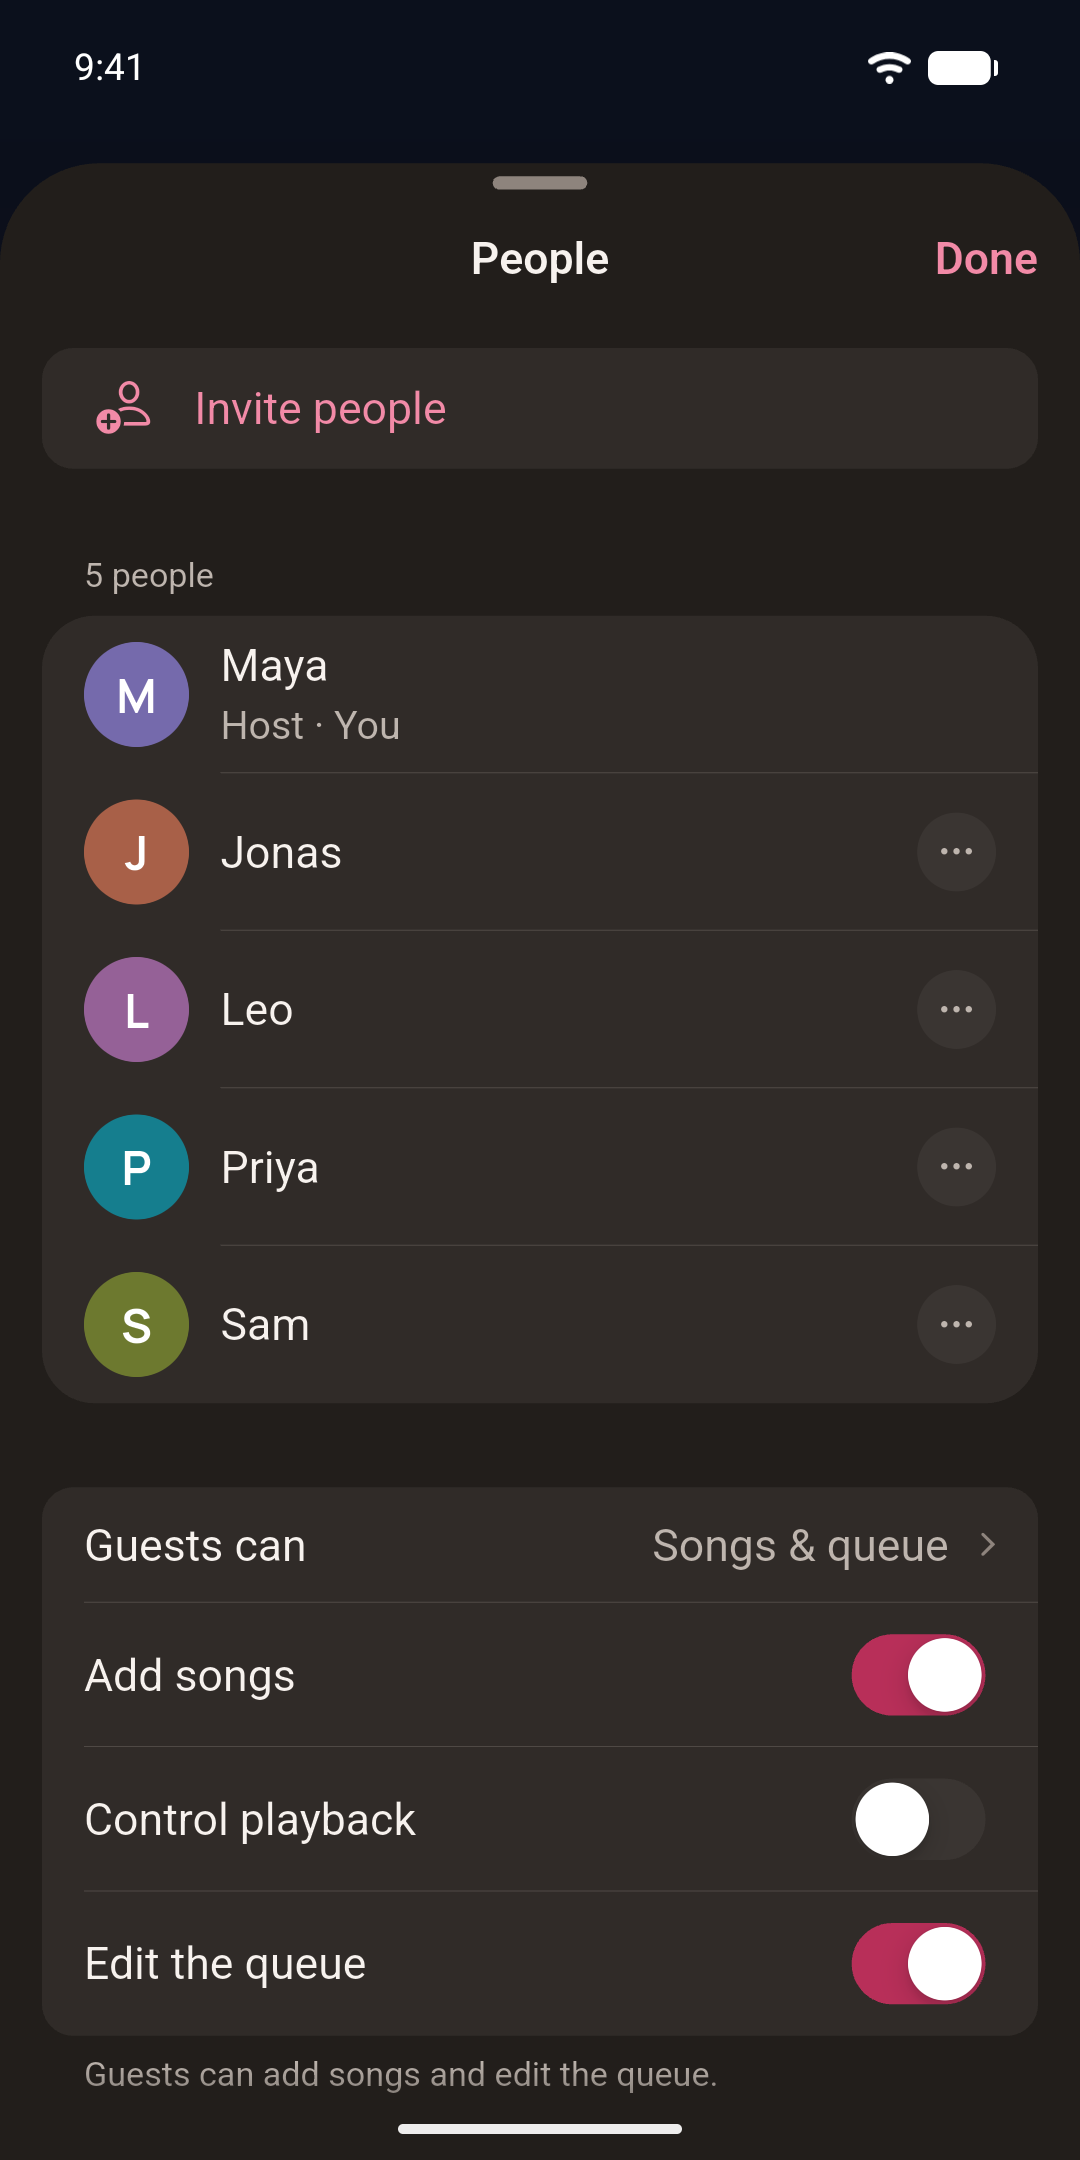 9:41
People
Done
Invite people
5 people
M
Maya
Host · You
J
Jonas
L
Leo
P
Priya
S
Sam
Guests can
Songs & queue
Add songs
Control playback
Edit the queue
Guests can add songs and edit the queue.